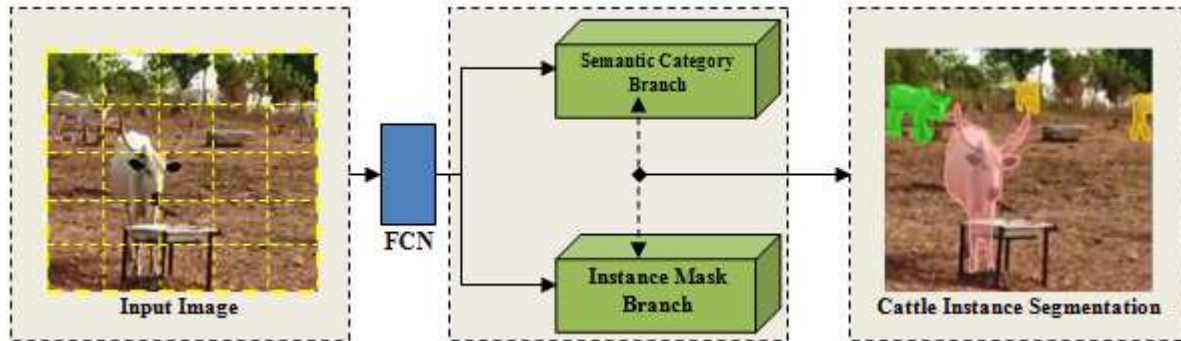 Input Image
FCN
Semantic Category
Branch
Instance Mask
Branch
Cattle Instance Segmentation